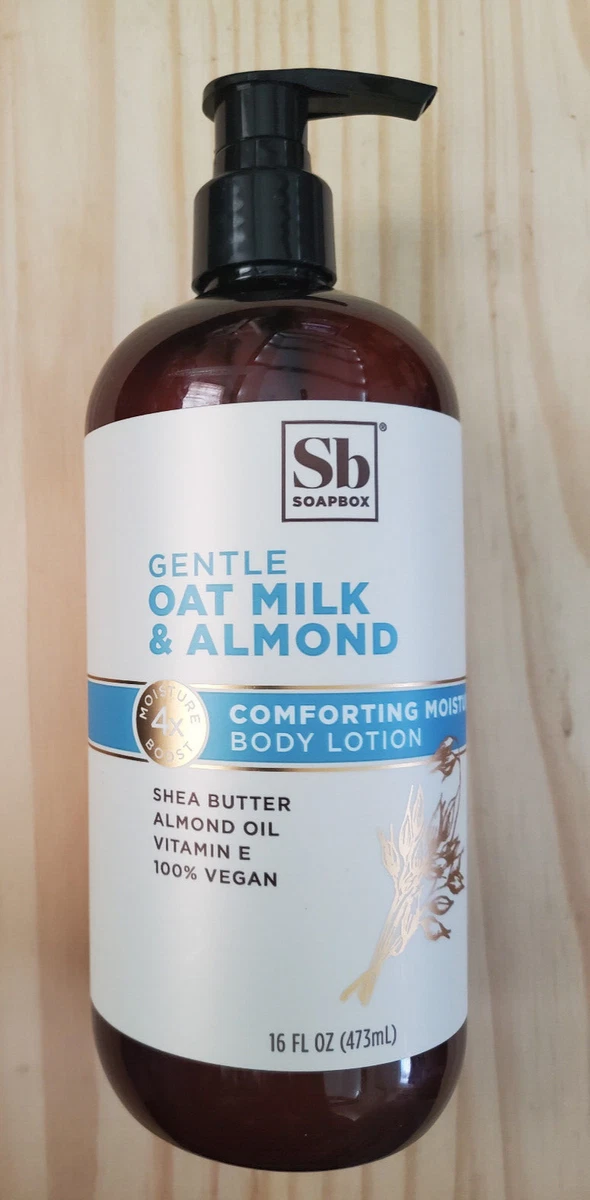 Sb®
SOAPBOX
GENTLE
OAT MILK
& ALMOND
MOISTURE
4x
BOOST
COMFORTING
BODY LOTION
SHEA BUTTER
ALMOND OIL
VITAMIN E
100% VEGAN
16 FL OZ (473mL)